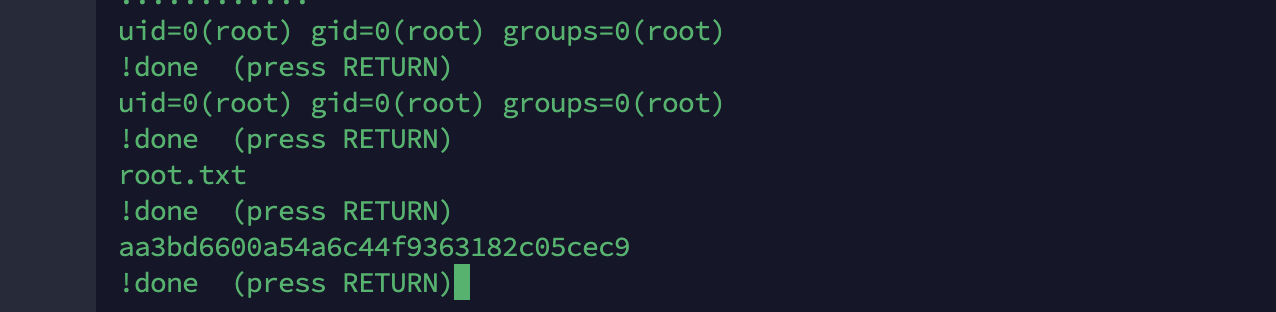 uid=0(root) gid=0(root) groups=0(root)
!done  (press RETURN)
uid=0(root) gid=0(root) groups=0(root)
!done  (press RETURN)
root.txt
!done  (press RETURN)
aa3bd6600a54a6c44f9363182c05cec9
!done  (press RETURN)